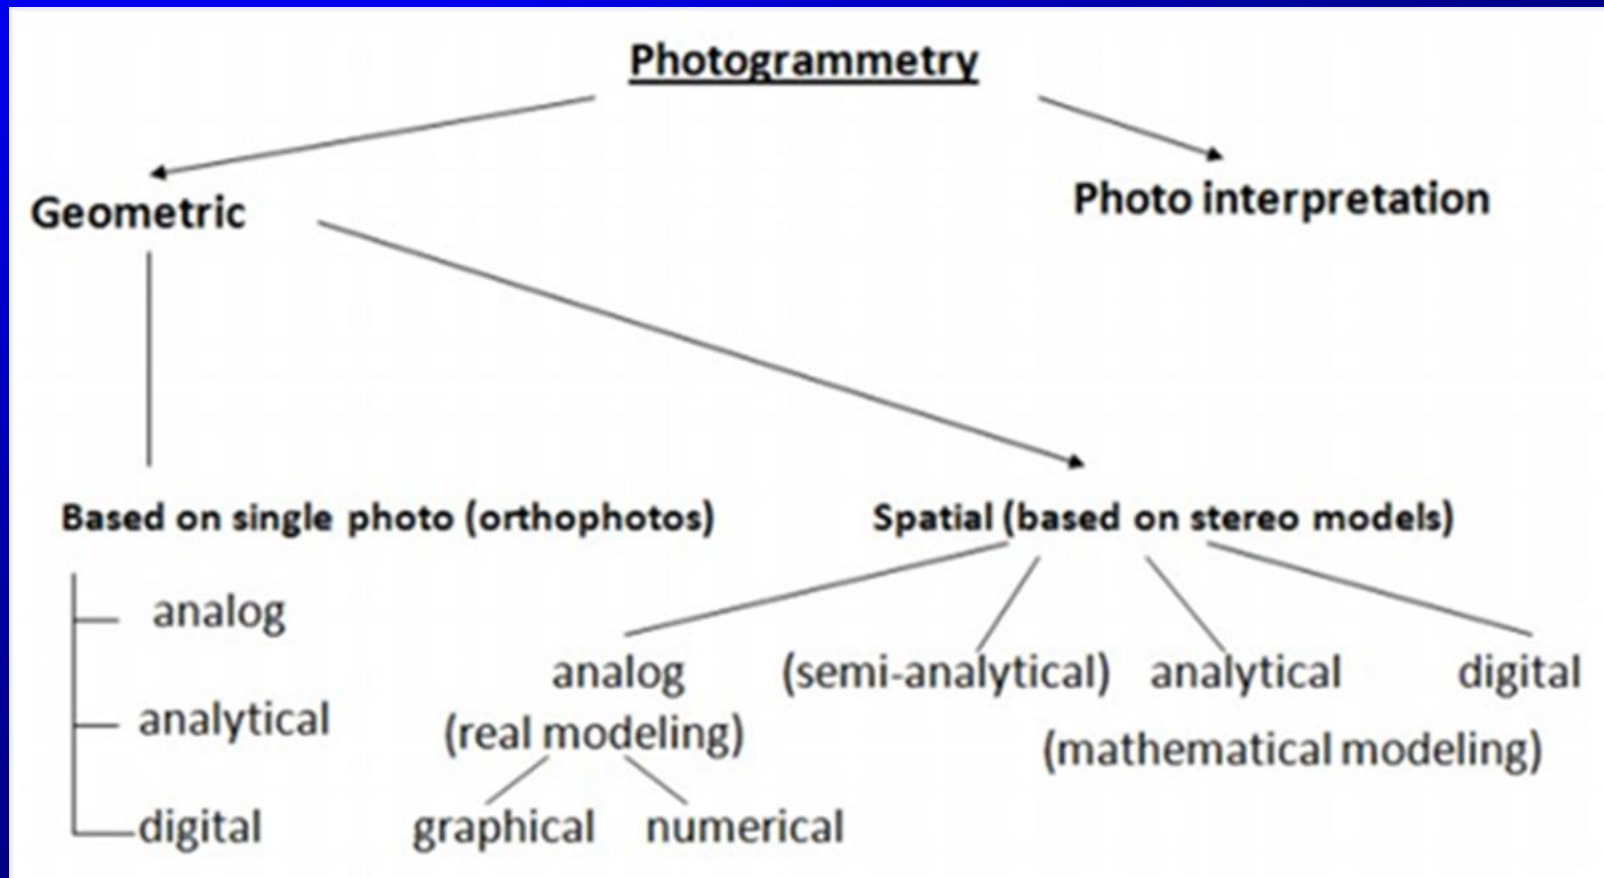 Photogrammetry
Geometric
Photo interpretation
Based on single photo (orthophotos)
Spatial (based on stereo models)
analog
analytical
digital
analog
(real modeling)
graphical numerical
(semi-analytical)
analytical
digital
(mathematical modeling)